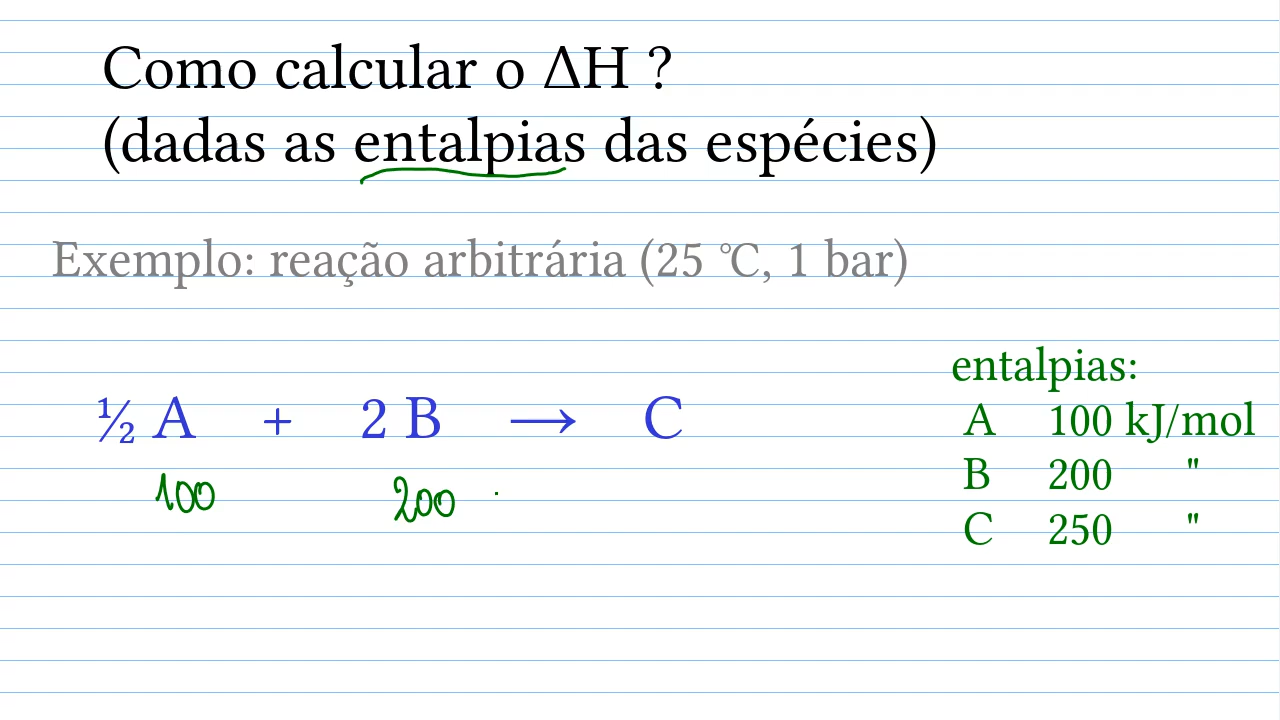 Como calcular o ΔH ?
(dadas as entalpias das espécies)
Exemplo: reação arbitrária (25 ℃, 1 bar)
½ A + 2 B → C
100 200
entalpias:
A 100 kJ/mol
B 200 "
C 250 "